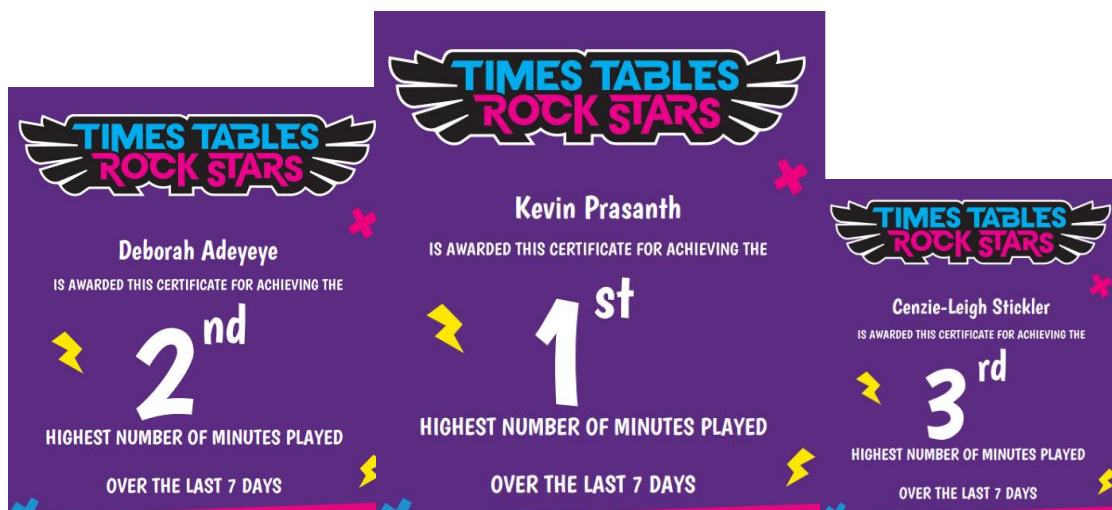 TIMES TABLES
ROCK STARS
Deborah Adeyeye
IS AWARDED THIS CERTIFICATE FOR ACHIEVING THE
2nd
HIGHEST NUMBER OF MINUTES PLAYED
OVER THE LAST 7 DAYS
TIMES TABLES
ROCK STARS
Kevin Prasanth
IS AWARDED THIS CERTIFICATE FOR ACHIEVING THE
1st
HIGHEST NUMBER OF MINUTES PLAYED
OVER THE LAST 7 DAYS
TIMES TABLES
ROCK STARS
Cenzie-Leigh Stickler
IS AWARDED THIS CERTIFICATE FOR ACHIEVING THE
3rd
HIGHEST NUMBER OF MINUTES PLAYED
OVER THE LAST 7 DAYS